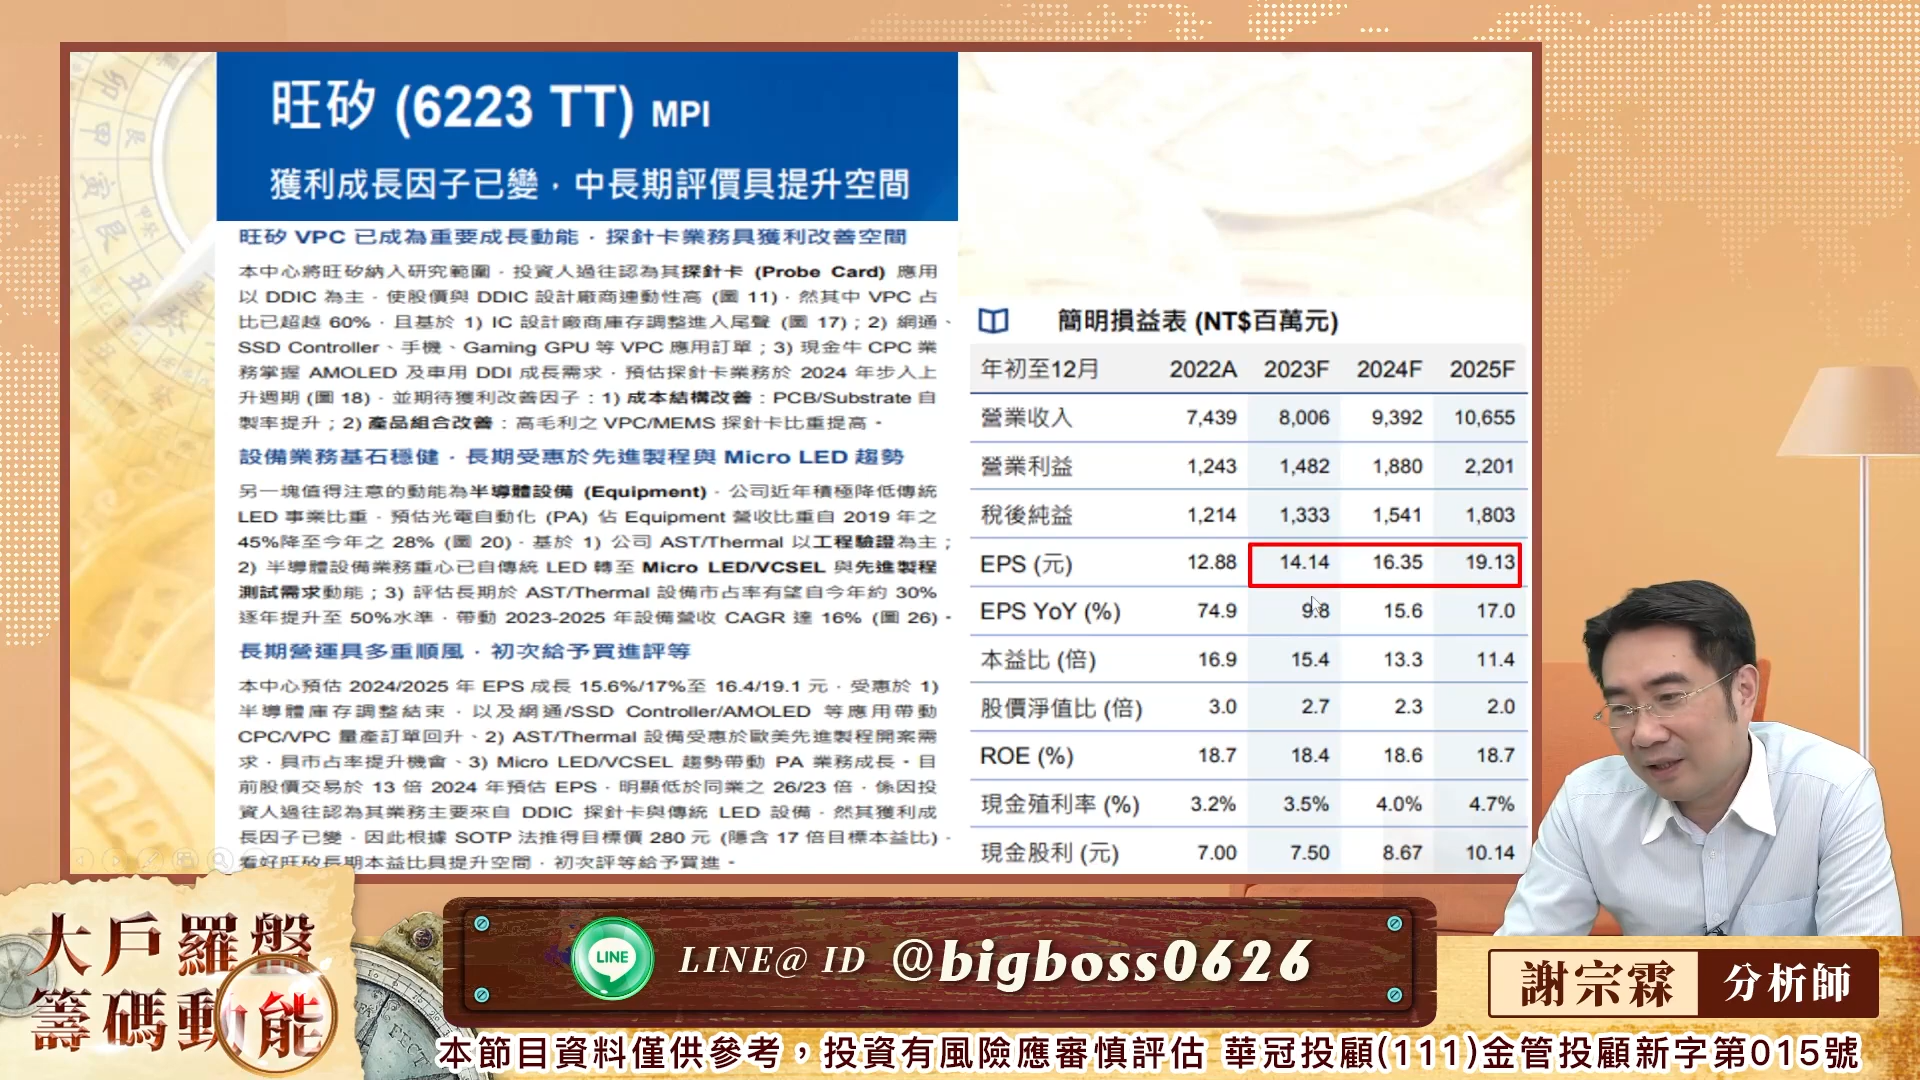 旺矽 (6223 TT) MPI
獲利成長因子已變，中長期評價具提升空間
旺矽 VPC 已成為重要成長動能，探針卡業務具獲利改善空間
本中心將旺矽納入研究範圍，投資人過往認為其探針卡 (Probe Card) 應用
以 DDIC 為主，使股價與 DDIC 設計廠商連動性高 (圖 11)，然其中 VPC 占
比已超越 60%，且基於 1) IC 設計廠商庫存調整進入尾聲 (圖 17)；2) 網通、
SSD Controller、手機、Gaming GPU 等 VPC 應用訂單；3) 現金牛 CPC 業
務掌握 AMOLED 及車用 DDI 成長需求，預估探針卡業務於 2024 年步入上
升週期 (圖 18)，並期待獲利改善因子：1) 成本結構改善：PCB/Substrate 自
製率提升；2) 產品組合改善：高毛利之 VPC/MEMS 探針卡比重提高。
設備業務基石穩健，長期受惠於先進製程與 Micro LED 趨勢
另一塊值得注意的動能為半導體設備 (Equipment)，公司近年積極降低傳統
LED 事業比重，預估光電自動化 (PA) 佔 Equipment 營收比重自 2019 年之
45%降至今年之 28% (圖 20)，基於 1) 公司 AST/Thermal 以工程驗證為主；
2) 半導體設備業務重心已自傳統 LED 轉至 Micro LED/VCSEL 與先進製程
測試需求動能；3) 評估長期於 AST/Thermal 設備市占率有望自今年約 30%
逐年提升至 50%水準，帶動 2023-2025 年設備營收 CAGR 達 16% (圖 26)。
長期營運具多重順風，初次給予買進評等
本中心預估 2024/2025 年 EPS 成長 15.6%/17%至 16.4/19.1 元，受惠於 1)
半導體庫存調整結束，以及網通/SSD Controller/AMOLED 等應用帶動
CPC/VPC 量產訂單回升、2) AST/Thermal 設備受惠於歐美先進製程開案需
求，具市占率提升機會、3) Micro LED/VCSEL 趨勢帶動 PA 業務成長。目
前股價交易於 13 倍 2024 年預估 EPS，明顯低於同業之 26/23 倍，係因投
資人過往認為其業務主要來自 DDIC 探針卡與傳統 LED 設備，然其獲利成
長因子已變，因此根據 SOTP 法推得目標價 280 元 (隱含 17 倍目標本益比)，
看好旺矽長期本益比具提升空間，初次評等給予買進。
簡明損益表 (NT$百萬元)
年初至12月 2022A 2023F 2024F 2025F
營業收入 7,439 8,006 9,392 10,655
營業利益 1,243 1,482 1,880 2,201
稅後純益 1,214 1,333 1,541 1,803
EPS (元) 12.88 14.14 16.35 19.13
EPS YoY (%) 74.9 9.8 15.6 17.0
本益比 (倍) 16.9 15.4 13.3 11.4
股價淨值比 (倍) 3.0 2.7 2.3 2.0
ROE (%) 18.7 18.4 18.6 18.7
現金殖利率 (%) 3.2% 3.5% 4.0% 4.7%
現金股利 (元) 7.00 7.50 8.67 10.14
大戶羅盤
籌碼動能
LINE
LINE@ ID @bigboss0626
謝宗霖 分析師
本節目資料僅供參考，投資有風險應審慎評估 華冠投顧(111)金管投顧新字第015號